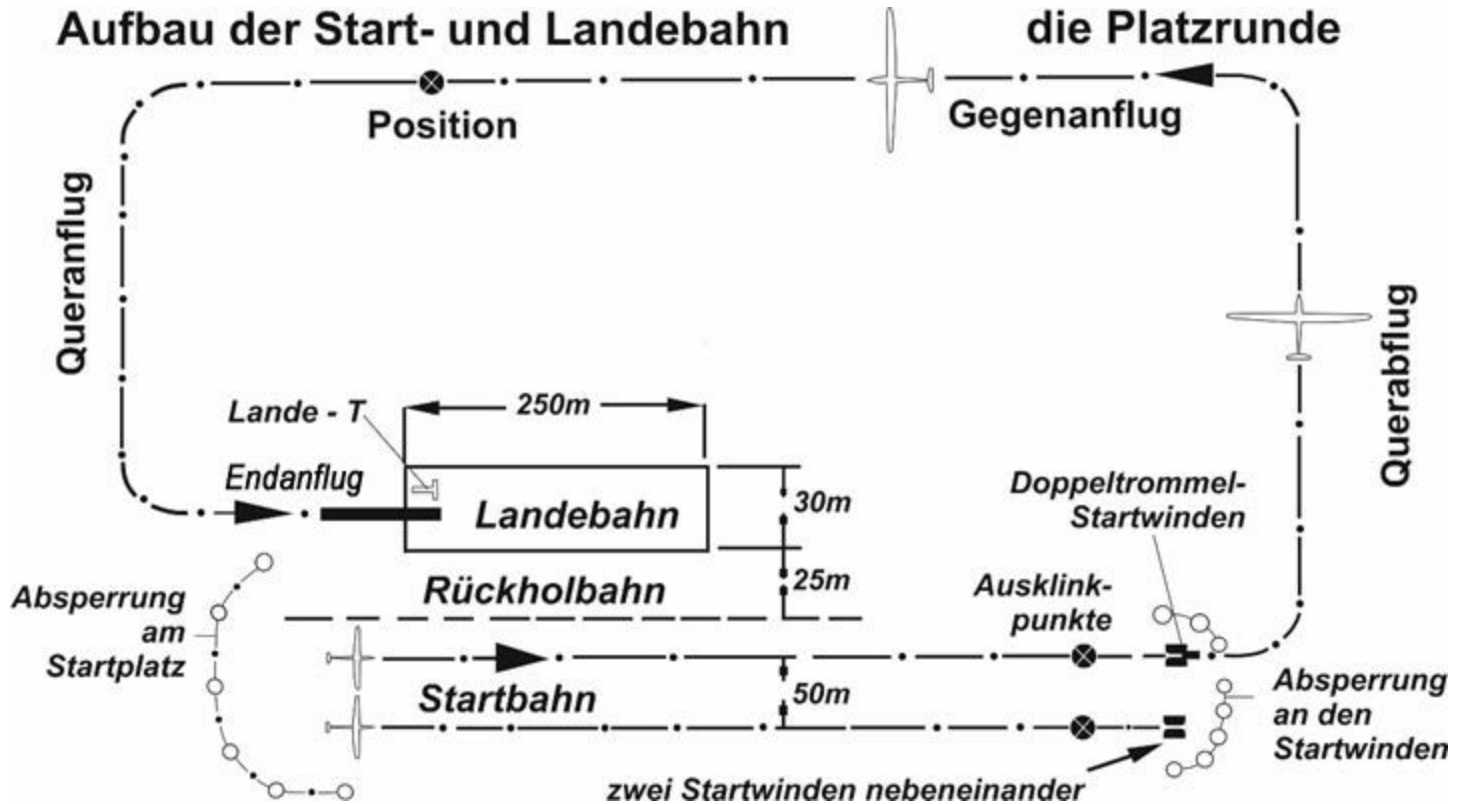 Aufbau der Start- und Landebahn
die Platzrunde
Position
Gegenanflug
Queranflug
Querabflug
Lande - T
250m
Endanflug
Landebahn
30m
25m
Doppeltrommel-
Startwinden
Absperrung
am
Startplatz
Rückholbahn
Ausklink-
punkte
Startbahn
50m
Absperrung
an den
Startwinden
zwei Startwinden nebeneinander